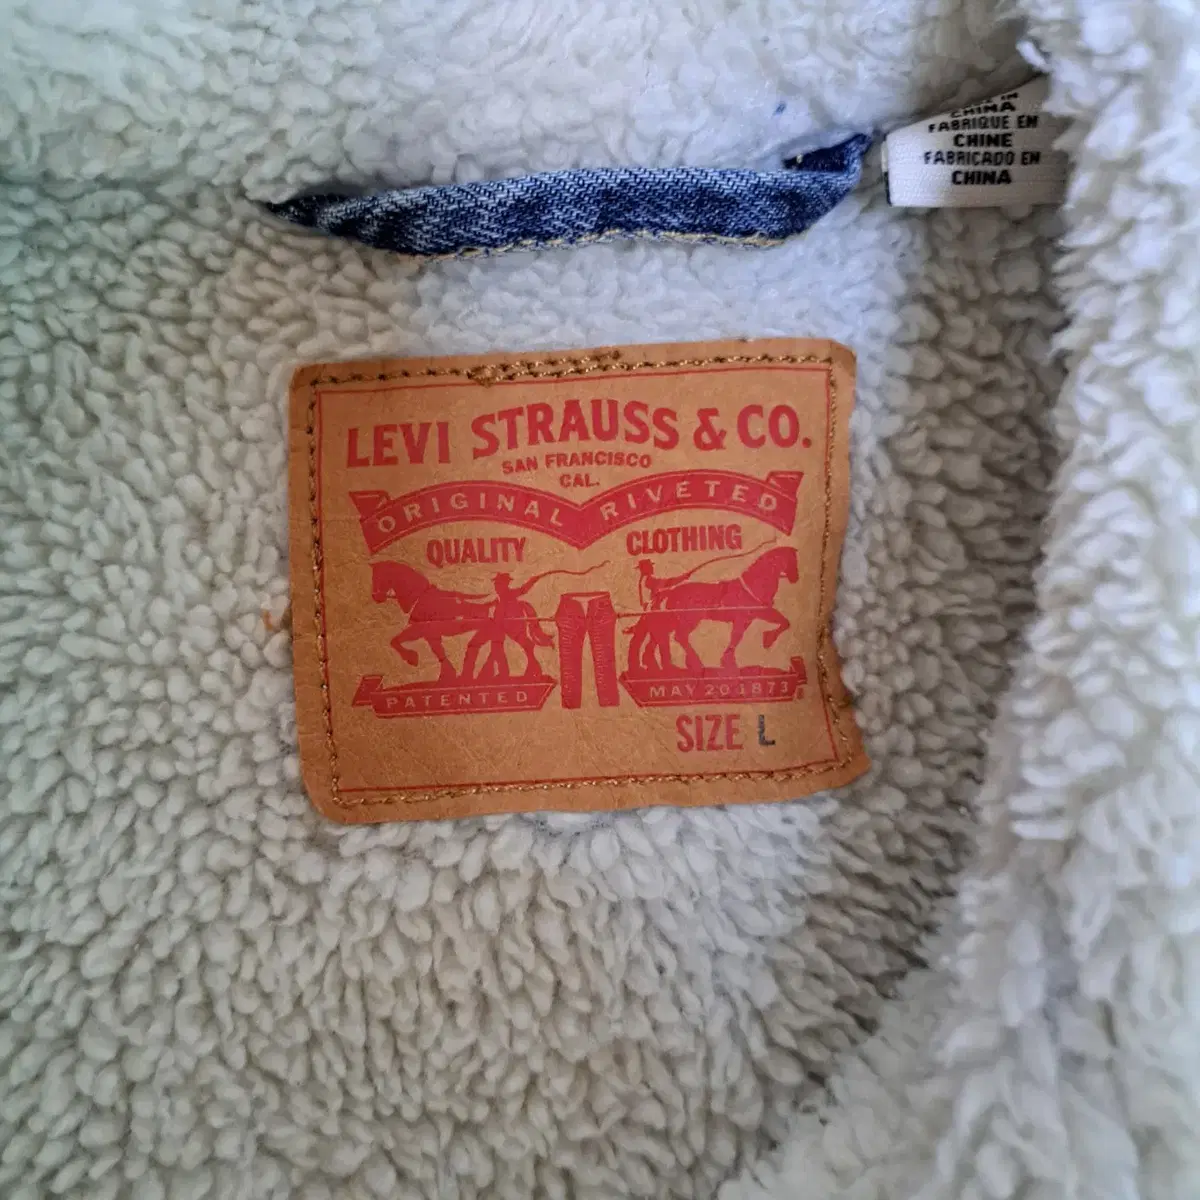 CHINA
FABRIQUE EN
CHINE
FABRICADO EN
CHINA
LEVI STRAUSS & CO.
SAN FRANCISCO
CAL.
ORIGINAL RIVETED
QUALITY CLOTHING
PATENTED MAY 20 1873
SIZE L